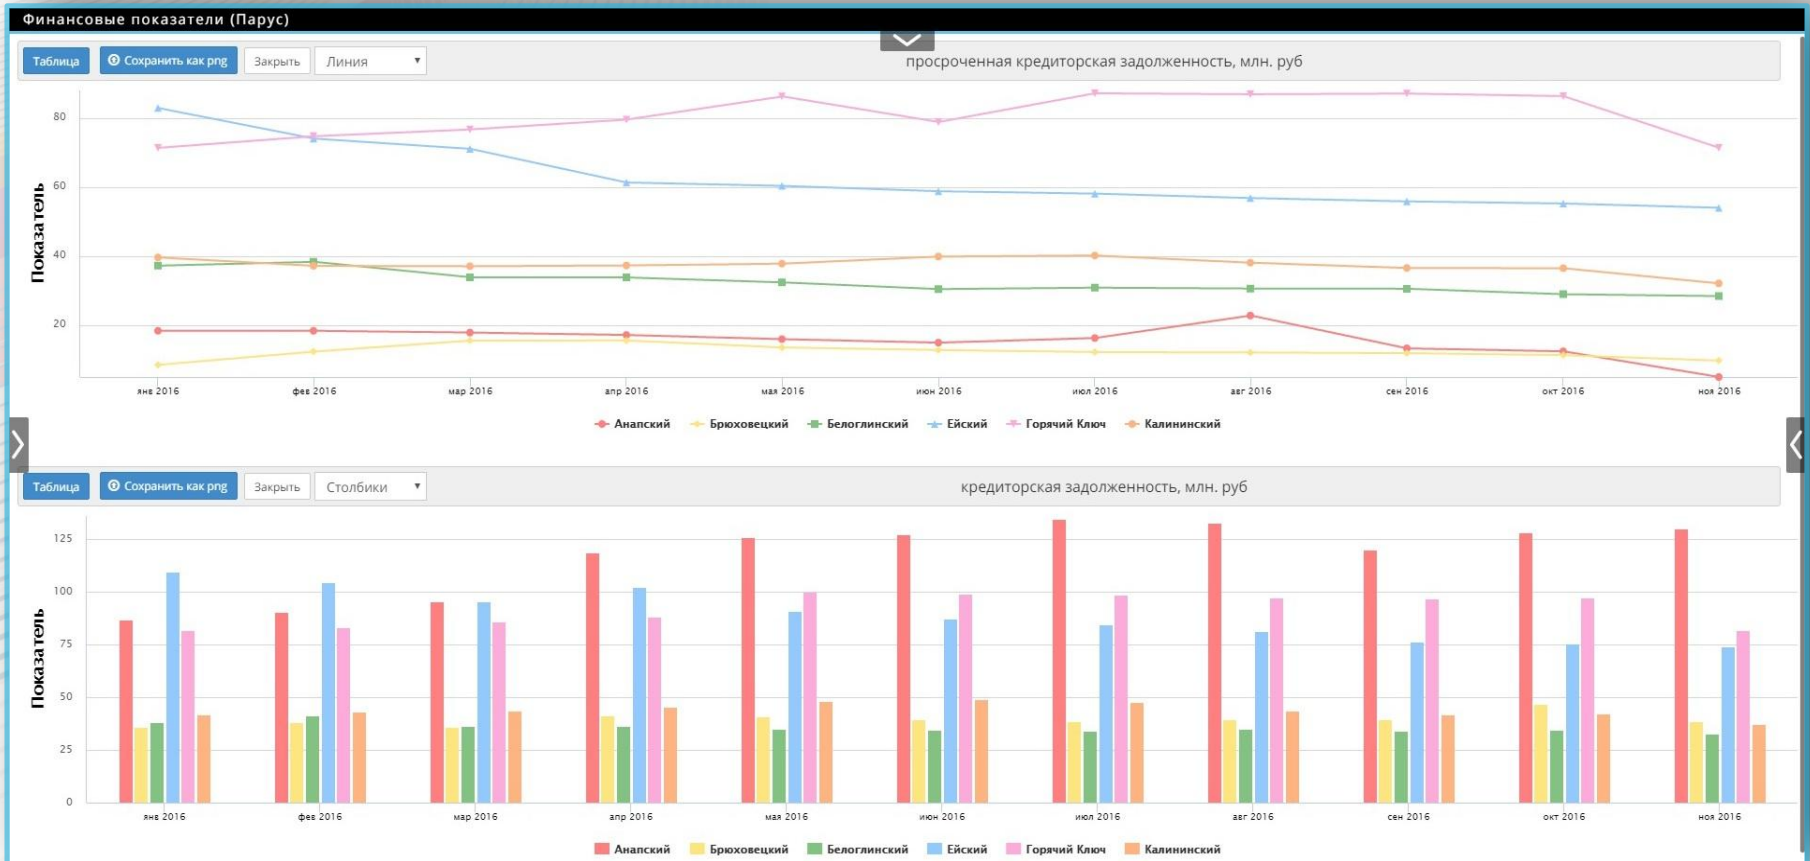 Финансовые показатели (Парус)
Таблица Сохранить как png Закрыть Линия просроченная кредиторская задолженность, млн. руб
Показатель
80
60
40
20
янв 2016 фев 2016 мар 2016 апр 2016 мая 2016 июн 2016 июл 2016 авг 2016 сен 2016 окт 2016 ноя 2016
Анапский Брюховецкий Белоглинский Ейский Горячий Ключ Калининский
Таблица Сохранить как png Закрыть Столбики кредиторская задолженность, млн. руб
Показатель
125
100
75
50
25
0
янв 2016 фев 2016 мар 2016 апр 2016 мая 2016 июн 2016 июл 2016 авг 2016 сен 2016 окт 2016 ноя 2016
Анапский Брюховецкий Белоглинский Ейский Горячий Ключ Калининский